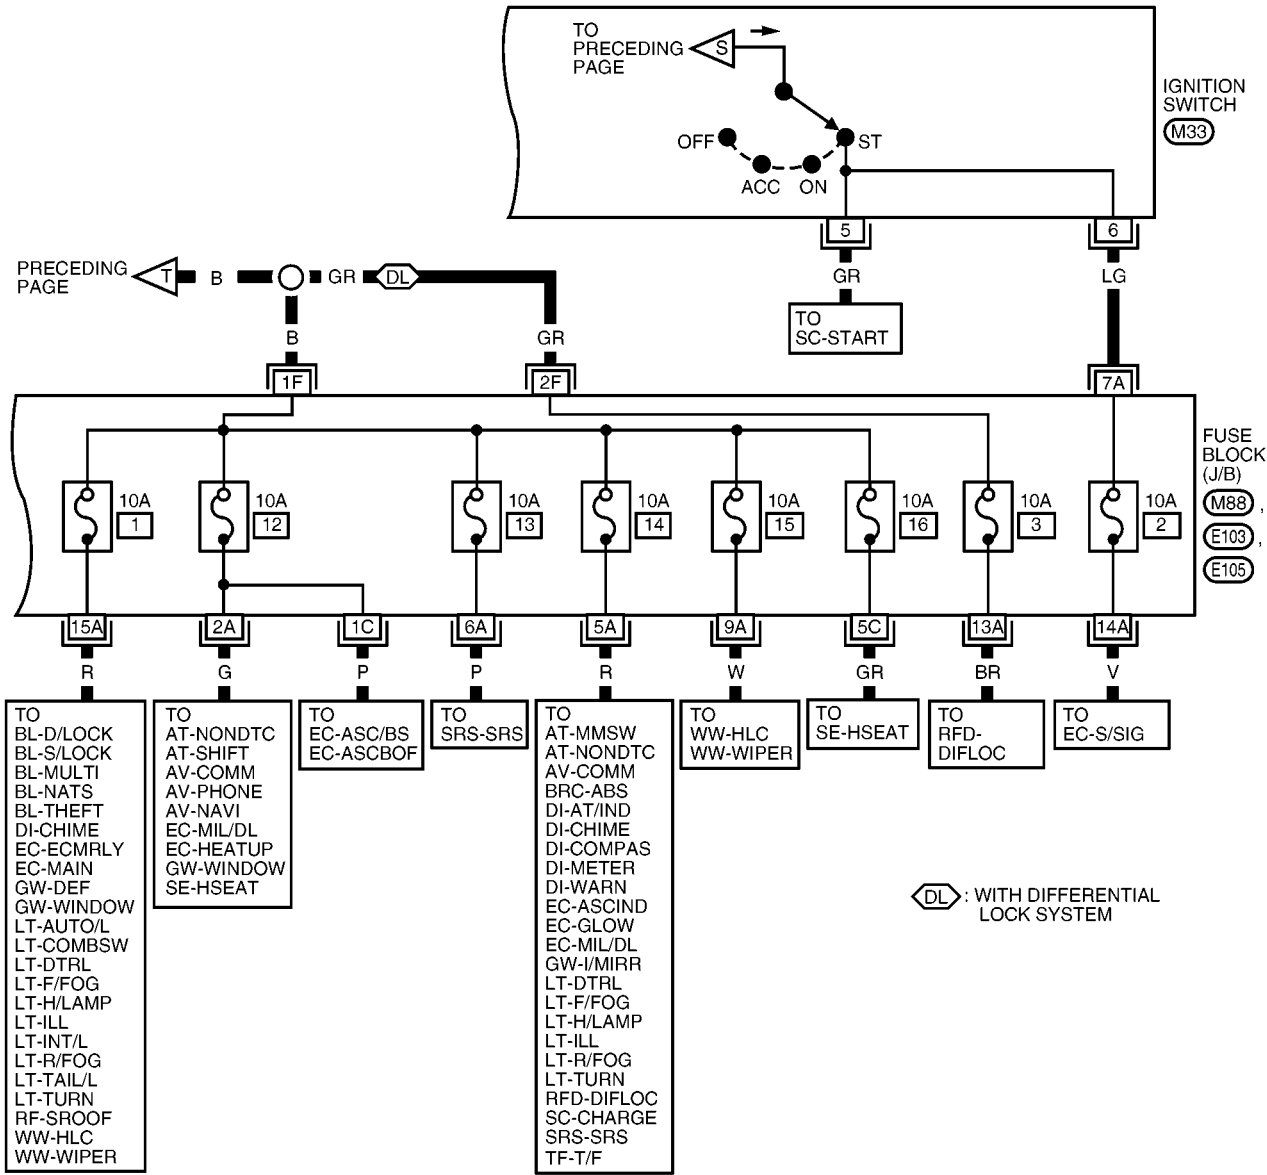 TO
PRECEDING
PAGE
S
IGNITION
SWITCH
M33
OFF
ST
ACC
ON
5
6
GR
LG
TO
SC-START
PRECEDING
PAGE
T
B
GR
DL
B
GR
1F
2F
7A
FUSE
BLOCK
(J/B)
M88 ,
E103 ,
E105
10A
1
10A
12
10A
13
10A
14
10A
15
10A
16
10A
3
10A
2
15A
2A
1C
6A
5A
9A
5C
13A
14A
R
G
P
P
R
W
GR
BR
V
TO
BL-D/LOCK
BL-S/LOCK
BL-MULTI
BL-NATS
BL-THEFT
DI-CHIME
EC-ECMRLY
EC-MAIN
GW-DEF
GW-WINDOW
LT-AUTO/L
LT-COMBSW
LT-DTRL
LT-F/FOG
LT-H/LAMP
LT-ILL
LT-INT/L
LT-R/FOG
LT-TAIL/L
LT-TURN
RF-SROOF
WW-HLC
WW-WIPER
TO
AT-NONDTC
AT-SHIFT
AV-COMM
AV-PHONE
AV-NAVI
EC-MIL/DL
EC-HEATUP
GW-WINDOW
SE-HSEAT
TO
EC-ASC/BS
EC-ASCBOF
TO
SRS-SRS
TO
AT-MMSW
AT-NONDTC
AV-COMM
BRC-ABS
DI-AT/IND
DI-CHIME
DI-COMPAS
DI-METER
DI-WARN
EC-ASCIND
EC-GLOW
EC-MIL/DL
GW-I/MIRR
LT-DTRL
LT-F/FOG
LT-H/LAMP
LT-ILL
LT-R/FOG
LT-TURN
RFD-DIFLOC
SC-CHARGE
SRS-SRS
TF-T/F
TO
WW-HLC
WW-WIPER
TO
SE-HSEAT
TO
RFD-
DIFLOC
TO
EC-S/SIG
DL : WITH DIFFERENTIAL
LOCK SYSTEM